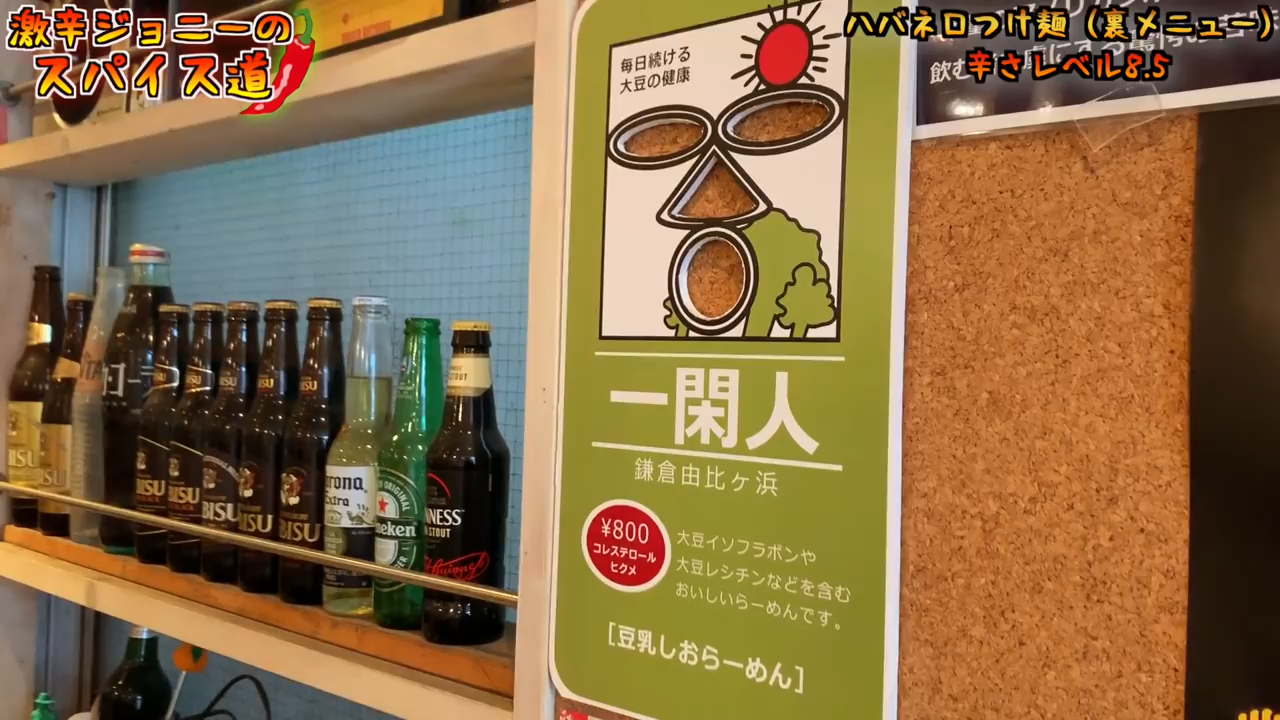 激辛ジョニーの
スパイス道
ハバネロつけ麺（裏メニュー）
辛さレベル8.5
毎日続ける
大豆の健康
一閑人
鎌倉由比ヶ浜
¥800
コレステロール
ヒクメ
大豆イソフラボンや
大豆レシチンなどを含む
おいしいらーめんです。
［豆乳しおらーめん］
BISU
BISU
BISU
BISU
BISU
orona
Extra
ORIGINAL
neken
NNESS
STOUT